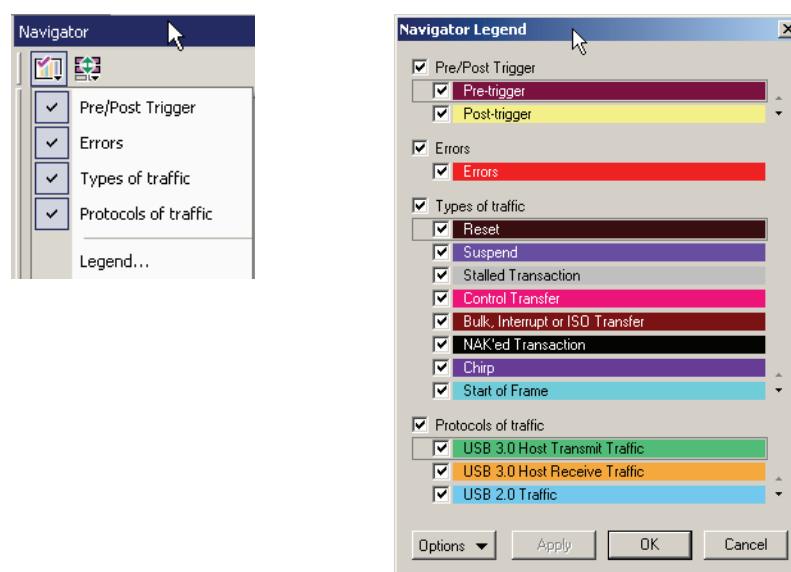 Navigator
Pre/Post Trigger
Errors
Types of traffic
Protocols of traffic
Legend...
Navigator Legend
Pre/Post Trigger
Pre-trigger
Post-trigger
Errors
Errors
Types of traffic
Reset
Suspend
Stalled Transaction
Control Transfer
Bulk, Interrupt or ISO Transfer
NAK'ed Transaction
Chirp
Start of Frame
Protocols of traffic
USB 3.0 Host Transmit Traffic
USB 3.0 Host Receive Traffic
USB 2.0 Traffic
Options Apply OK Cancel